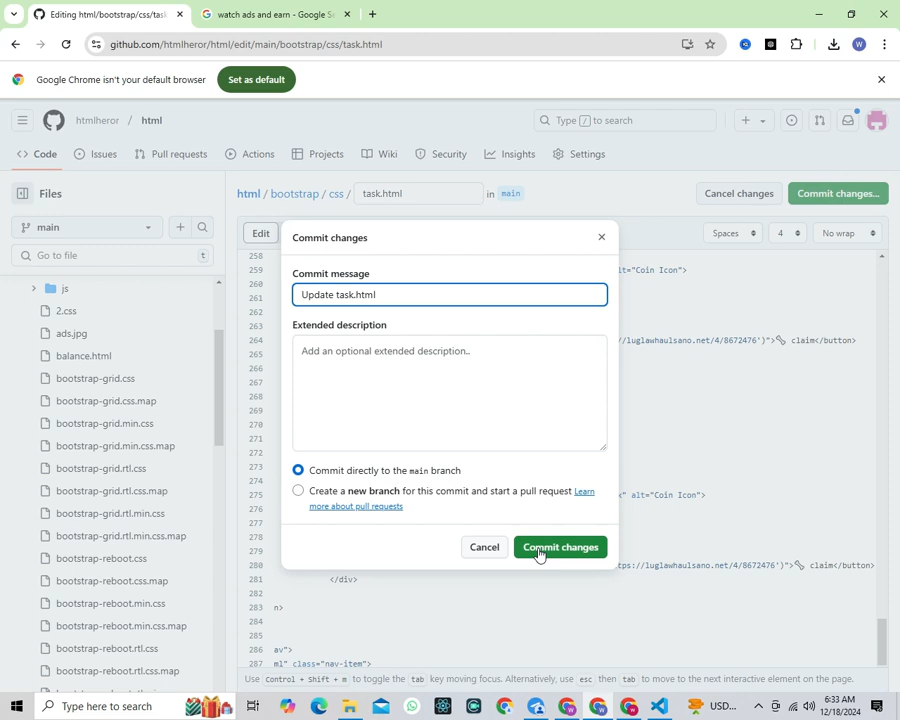 Editing html/bootstrap/css/task
watch ads and earn - Google Se
github.com/htmlheror/html/edit/main/bootstrap/css/task.html
W
Google Chrome isn't your default browser
Set as default
htmlheror / html
Type / to search
Code
Issues
Pull requests
Actions
Projects
Wiki
Security
Insights
Settings
Files
html / bootstrap / css / task.html in main
Cancel changes
Commit changes...
main
Edit
Spaces
4
No wrap
Go to file
t
js
2.css
ads.jpg
balance.html
bootstrap-grid.css
bootstrap-grid.css.map
bootstrap-grid.min.css
bootstrap-grid.min.css.map
bootstrap-grid.rtl.css
bootstrap-grid.rtl.css.map
bootstrap-grid.rtl.min.css
bootstrap-grid.rtl.min.css.map
bootstrap-reboot.css
bootstrap-reboot.css.map
bootstrap-reboot.min.css
bootstrap-reboot.min.css.map
bootstrap-reboot.rtl.css
bootstrap-reboot.rtl.css.map
258
259
lt="Coin Icon">
260
261
262
263
264
//luglawhaulsano.net/4/8672476')"> claim</button>
265
266
267
268
269
270
271
272
273
274
275
" alt="Coin Icon">
276
277
278
279
280
tps://luglawhaulsano.net/4/8672476')"> claim</button>
281
</div>
282
283
n>
284
285
286
av">
287
ml" class="nav-item">
Commit changes
Commit message
Update task.html
Extended description
Add an optional extended description..
Commit directly to the main branch
Create a new branch for this commit and start a pull request Learn
more about pull requests
Cancel
Commit changes
Use Control + Shift + m to toggle the tab key moving focus. Alternatively, use esc then tab to move to the next interactive element on the page.
Type here to search
USD...
6:33 AM
12/18/2024